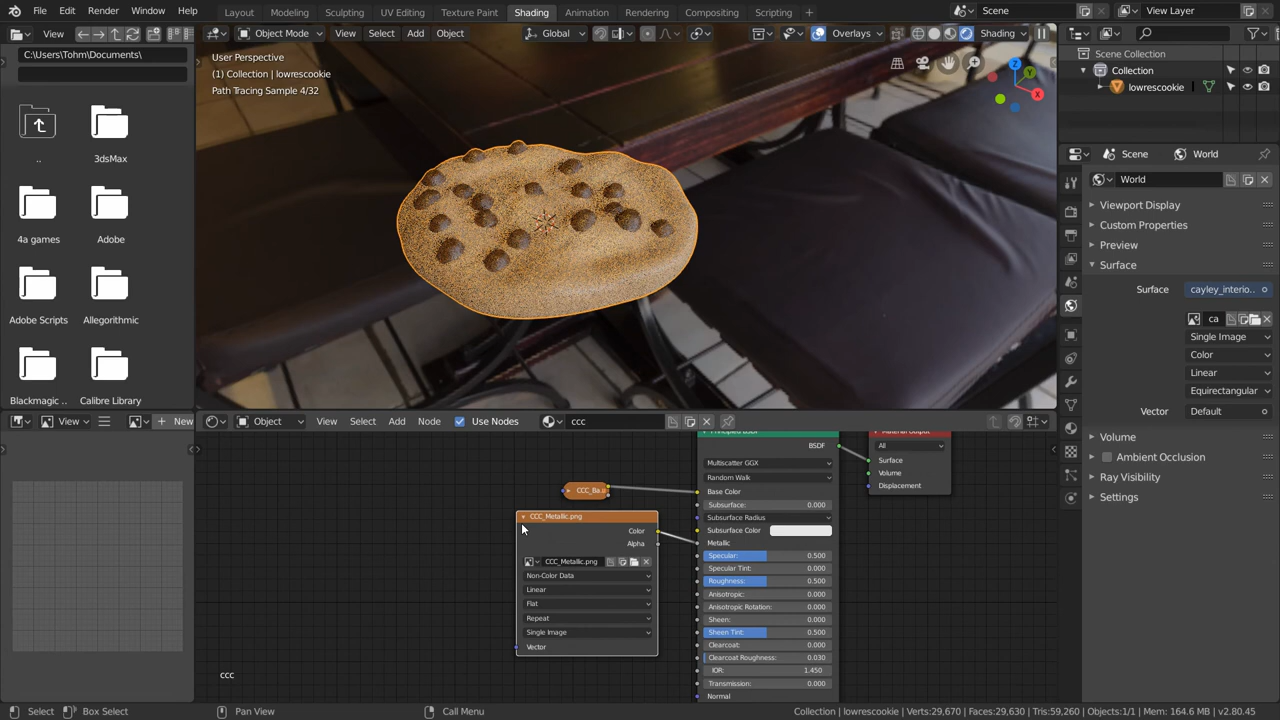 File Edit Render Window Help Layout Modeling Sculpting UV Editing Texture Paint Shading Animation Rendering Compositing Scripting Scene View Layer
View Object Mode View Select Add Object Global Overlays Shading
C:\Users\Tohm\Documents\
..
3dsMax
4a games
Adobe
Adobe Scripts
Allegorithmic
Blackmagic ..
Calibre Library
User Perspective
(1) Collection | lowrescookie
Path Tracing Sample 4/32
Z
Y
X
Scene Collection
Collection
lowrescookie
Scene World
World
Viewport Display
Custom Properties
Preview
Surface
Surface cayley_interio..
ca
Single Image
Color
Linear
Equirectangular
Vector Default
Volume
Ambient Occlusion
Ray Visibility
Settings
View New Object View Select Add Node Use Nodes ccc
CCC_Metallic.png
Color
Alpha
CCC_Metallic.png
Non-Color Data
Linear
Flat
Repeat
Single Image
Vector
BSDF
Multiscatter GGX
Random Walk
Base Color
Subsurface: 0.000
Subsurface Radius
Subsurface Color
Metallic
Specular: 0.500
Specular Tint: 0.000
Roughness: 0.500
Anisotropic: 0.000
Anisotropic Rotation: 0.000
Sheen: 0.000
Sheen Tint: 0.500
Clearcoat: 0.000
Clearcoat Roughness: 0.030
IOR: 1.450
Transmission: 0.000
Normal
All
Surface
Volume
Displacement
ccc
Select Box Select Pan View Call Menu Collection | lowrescookie | Verts:29,670 | Faces:29,630 | Tris:59,260 | Objects:1/1 | Mem: 164.6 MB | v2.80.45